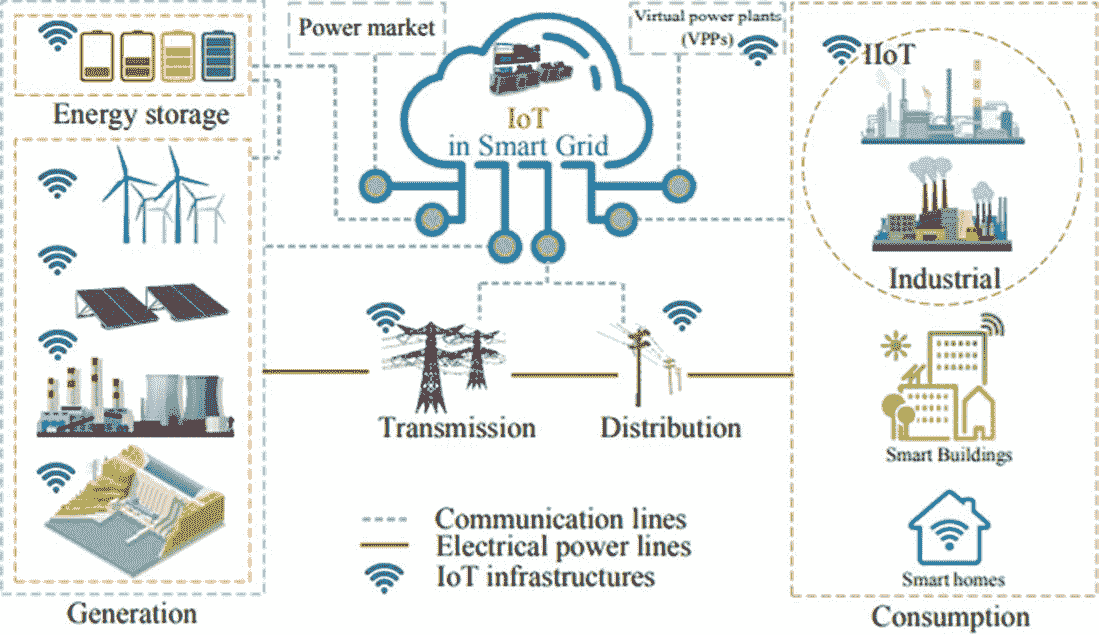 Power market
Virtual power plants
(VPPs)
IIoT
Energy storage
IoT
in Smart Grid
Industrial
Transmission
Distribution
Smart Buildings
Communication lines
Electrical power lines
IoT infrastructures
Smart homes
Generation
Consumption